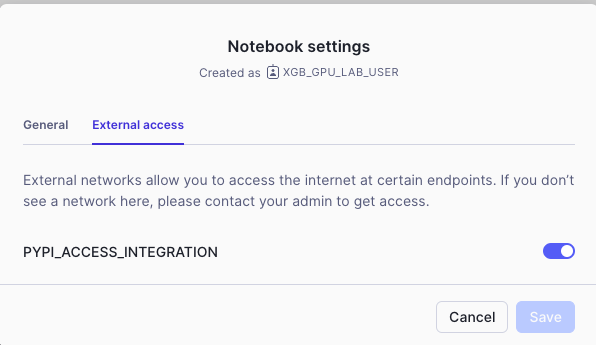 Notebook settings
Created as XGB_GPU_LAB_USER
General External access
External networks allow you to access the internet at certain endpoints. If you don’t
see a network here, please contact your admin to get access.
PYPI_ACCESS_INTEGRATION
Cancel Save